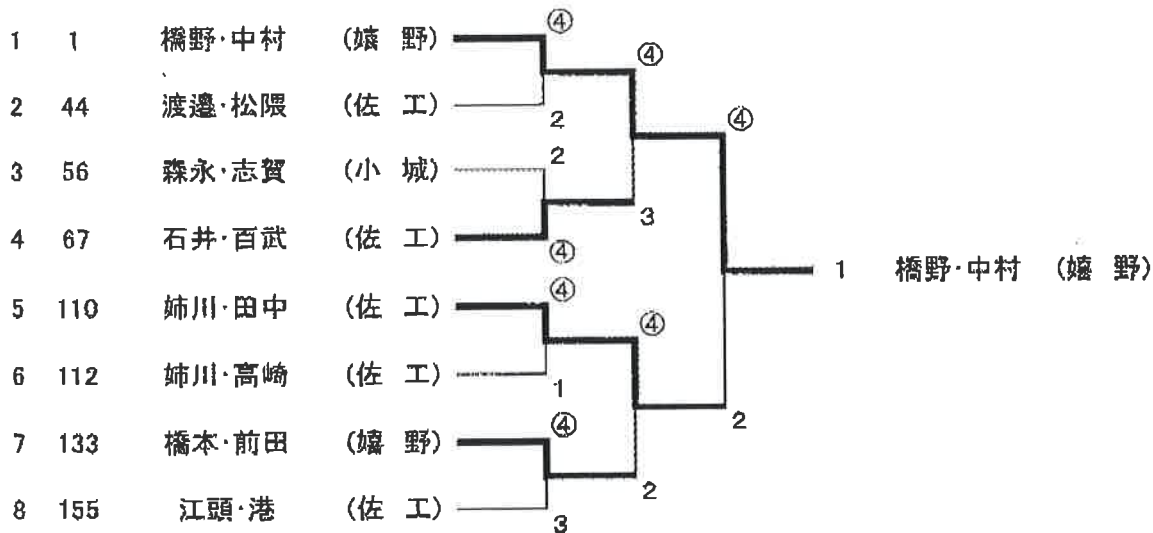 ④
1 1 橋野・中村 (嬉 野)
④
④
2 44 渡邉・松隈 (佐 工)
2
2
3 56 森永・志賀 (小 城)
3
4 67 石井・百武 (佐 工)
④
1 橋野・中村 (嬉 野)
④
5 110 姉川・田中 (佐 工)
④
6 112 姉川・高崎 (佐 工)
1
2
④
7 133 橋本・前田 (嬉 野)
2
8 155 江頭・港 (佐 工)
3